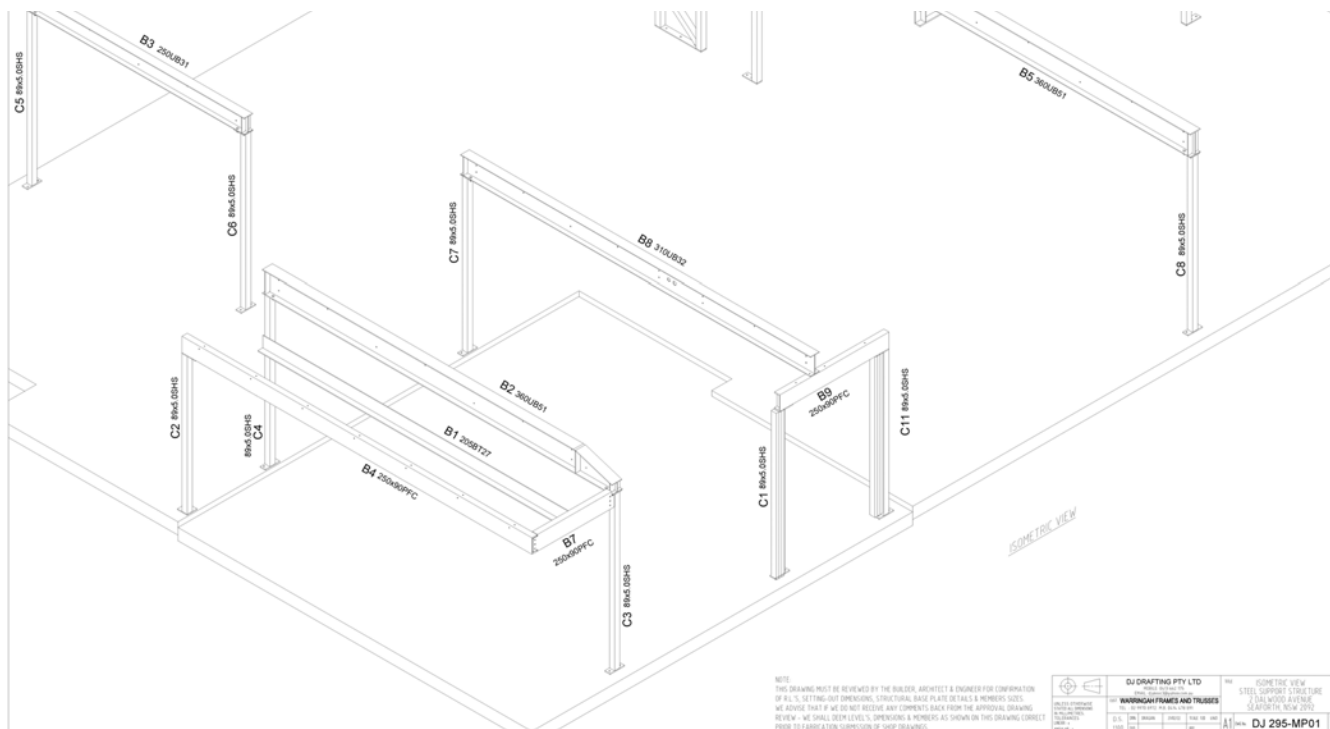 B3 250UB31
C5 89x5.0SHS
C6 89x5.0SHS
B5 360UB51
C7 89x5.0SHS
B8 310UB32
C8 89x5.0SHS
C2 89x5.0SHS
C4 89x5.0SHS
B2 360UB51
B1 205BT27
B4 250x90PFC
B7
250x90PFC
C3 89x5.0SHS
B9
250x90PFC
C1 89x5.0SHS
C11 89x5.0SHS
ISOMETRIC VIEW
NOTE
THIS DRAWING MUST BE REVIEWED BY THE BUILDER, ARCHITECT & ENGINEER FOR CONFIRMATION
OF R.L.'S, SETTING-OUT DIMENSIONS, STRUCTURAL BASE PLATE DETAILS & MEMBERS SIZES.
WE ADVISE THAT IF WE DO NOT RECEIVE ANY COMMENTS BACK FROM THE APPROVAL DRAWING
REVIEW - WE SHALL DEEM LEVEL'S, DIMENSIONS & MEMBERS AS SHOWN ON THIS DRAWING CORRECT
PRIOR TO FABRICATION SUBMISSION OF SHOP DRAWINGS.
DJ DRAFTING PTY LTD
WARRINGAH FRAMES AND TRUSSES
ISOMETRIC VIEW
STEEL SUPPORT STRUCTURE
2 DALWOOD AVENUE
SEAFORTH, NSW 2092
D.S.
A1
DJ 295-MP01